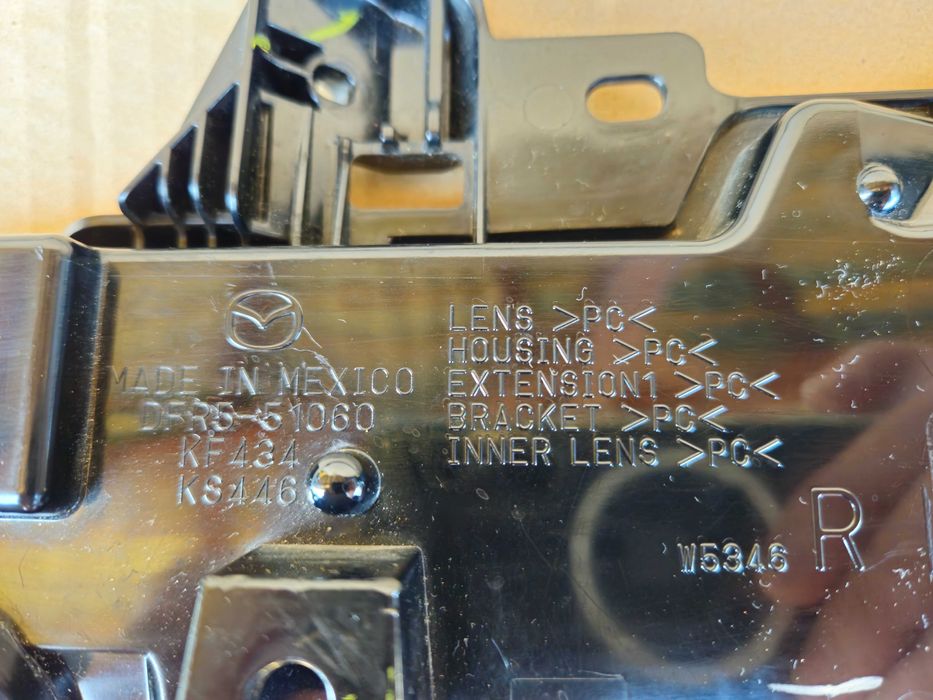 MADE IN MEXICO
DFR5-51060
KF434
KS446
LENS >PC<
HOUSING >PC<
EXTENSION1 >PC<
BRACKET >PC<
INNER LENS >PC<
W5346
R